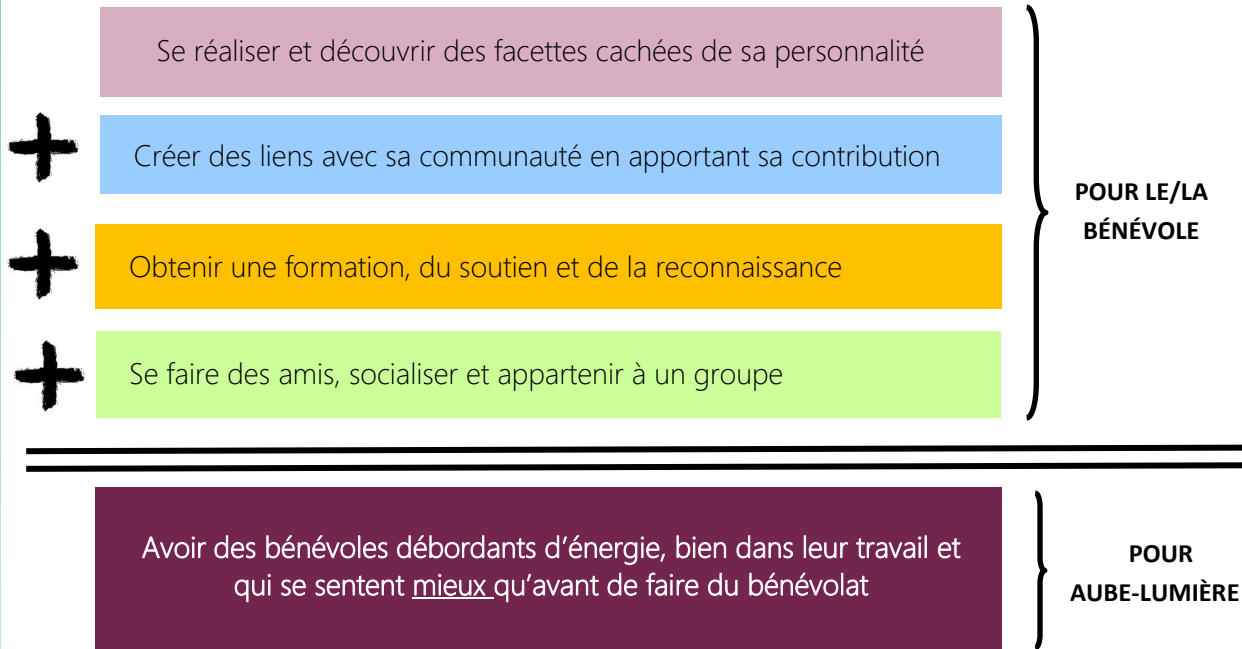 Se réaliser et découvrir des facettes cachées de sa personnalité
Créer des liens avec sa communauté en apportant sa contribution
Obtenir une formation, du soutien et de la reconnaissance
Se faire des amis, socialiser et appartenir à un groupe
POUR LE/LA
BÉNÉVOLE
Avoir des bénévoles débordants d’énergie, bien dans leur travail et
qui se sentent mieux qu’avant de faire du bénévolat
POUR
AUBE-LUMIÈRE